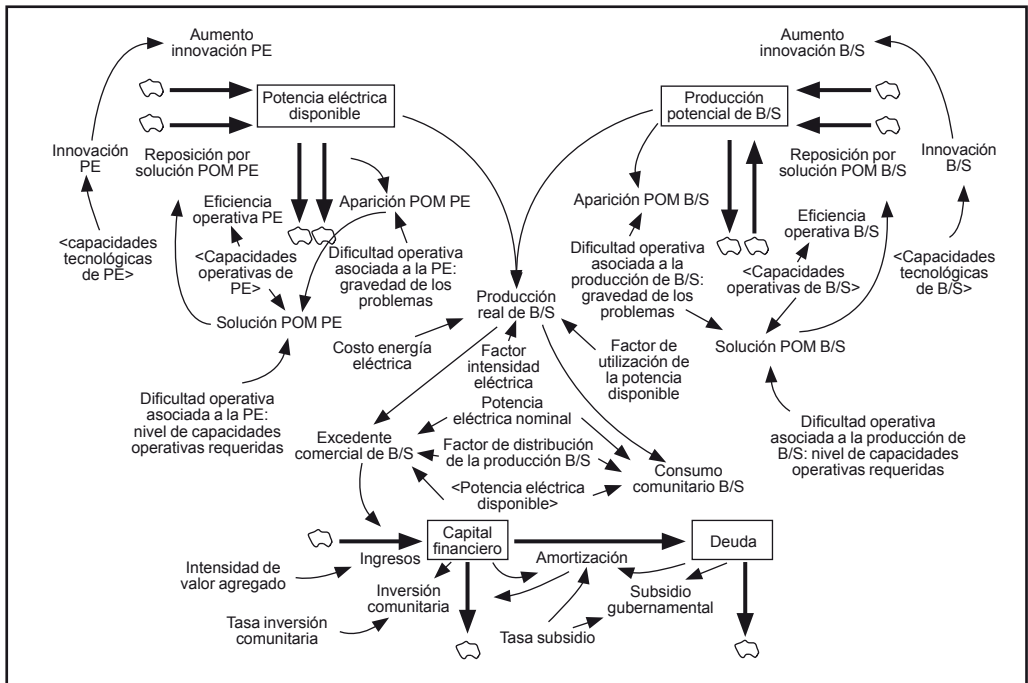 Aumento
innovación PE
Aumento
innovación B/S
Potencia eléctrica
disponible
Producción
potencial de B/S
Innovación
PE
Reposición por
solución POM PE
Reposición por
solución POM B/S
Innovación
B/S
Eficiencia
operativa PE
Aparición POM PE
Aparición POM B/S
Eficiencia
operativa B/S
<capacidades
tecnológicas
de PE>
<Capacidades
operativas de
PE>
Dificultad operativa
asociada a la PE:
gravedad de los
problemas
Dificultad operativa
asociada a la
producción de B/S:
gravedad de los
problemas
<Capacidades
operativas de B/S>
<Capacidades
tecnológicas
de B/S>
Solución POM PE
Producción
real de B/S
Solución POM B/S
Costo energía
eléctrica
Factor
intensidad
eléctrica
Factor de
utilización de
la potencia
disponible
Dificultad operativa
asociada a la PE:
nivel de capacidades
operativas requeridas
Potencia
eléctrica nominal
Dificultad operativa
asociada a la producción de
B/S: nivel de capacidades
operativas requeridas
Excedente
comercial de B/S
Factor de distribución
de la producción B/S
Consumo
comunitario B/S
<Potencia eléctrica
disponible>
Capital
financiero
Deuda
Ingresos
Amortización
Intensidad de
valor agregado
Inversión
comunitaria
Subsidio
gubernamental
Tasa inversión
comunitaria
Tasa subsidio